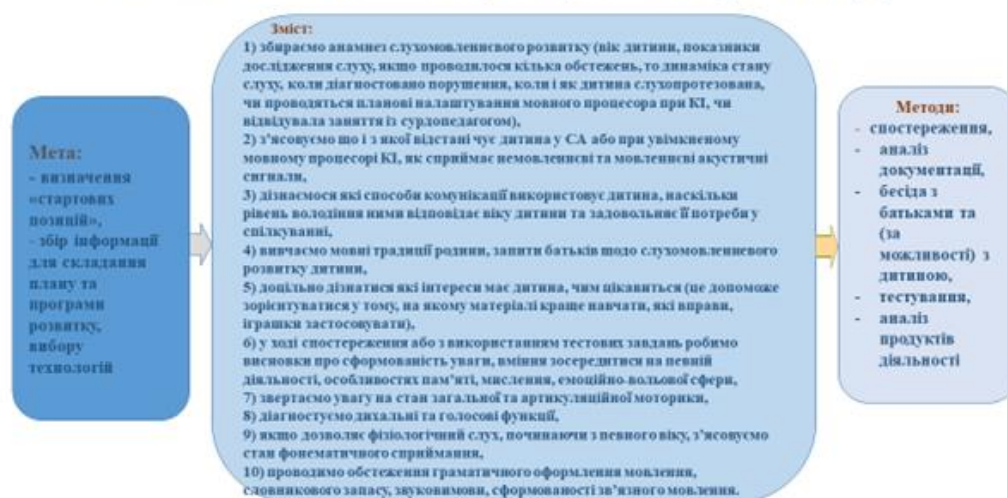 Мета:
- визначення
«стартових
позицій»,
- збір інформації
для складання
плану та
програми
розвитку,
вибору
технологій
Зміст:
1) збираємо анамнез слухомовленнєвого розвитку (вік дитини, показники
дослідження слуху, якщо проводилося кілька обстежень, то динаміка стану
слуху, коли діагностовано порушення, коли і як дитина слухопротезована,
чи проводяться планові налаштування мовного процесора при КІ, чи
відвідувала заняття із сурдопедагогом),
2) з’ясовуємо що і з якої відстані чує дитина у СА або при увімкненому
мовному процесорі КІ, як сприймає немовленнєві та мовленнєві акустичні
сигнали,
3) дізнаємося які способи комунікації використовує дитина, наскільки
рівень володіння ними відповідає віку дитини та задовольняє її потреби у
спілкуванні,
4) вивчаємо мовні традиції родини, запити батьків щодо слухомовленневого
розвитку дитини,
5) доцільно дізнатися які інтереси має дитина, чим цікавиться (це допоможе
зорієнтуватися у тому, на якому матеріалі краще навчати, які вправи,
іграшки застосовувати),
6) у ході спостереження або з використанням тестових завдань робимо
висновки про сформованість уваги, вміння зосередитися на певній
діяльності, особливостях пам’яті, мислення, емоційно-вольової сфери,
7) звертаємо увагу на стан загальної та артикуляційної моторики,
8) діагностуємо дихальні та голосові функції,
9) якщо дозволяє фізіологічний слух, починаючи з певного віку, з’ясовуємо
стан фонематичного сприймання,
10) проводимо обстеження граматичного оформлення мовлення,
словникового запасу, звуковимови, сформованості зв’язного мовлення.
Методи:
- спостереження,
- аналіз
документації,
- бесіда з
батьками та
(за
можливості) з
дитиною,
- тестування,
- аналіз
продуктів
діяльності